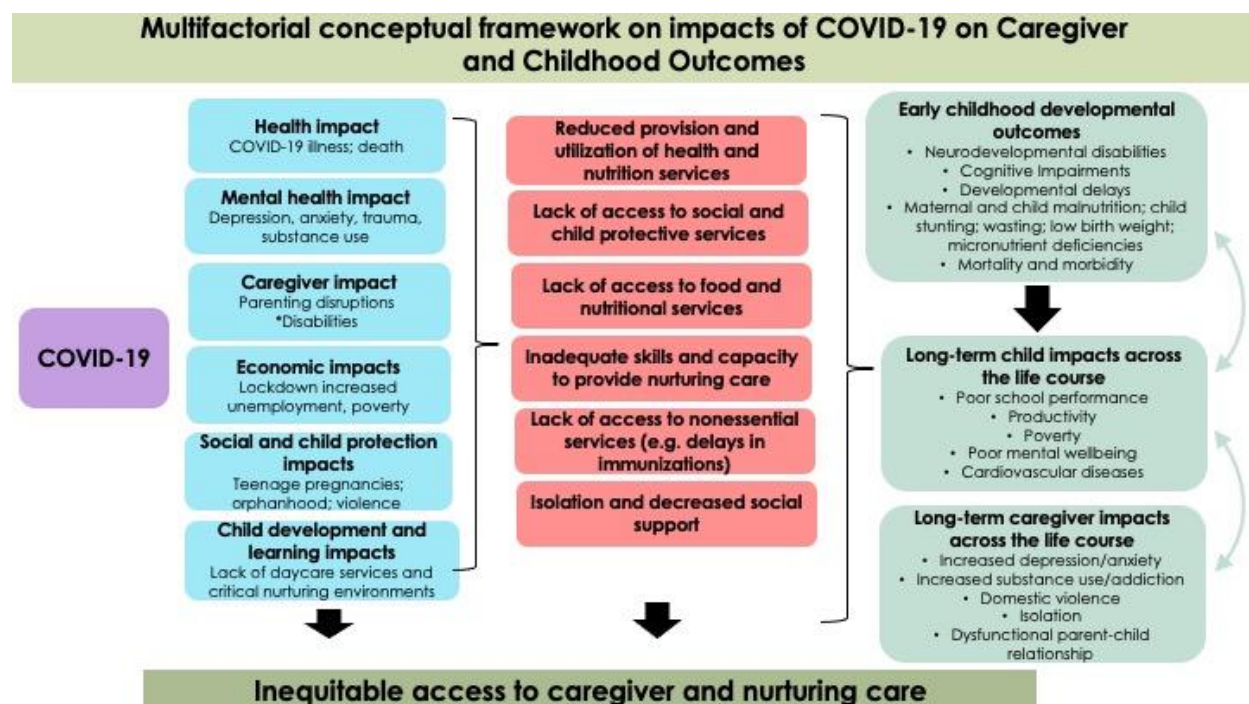 Multifactorial conceptual framework on impacts of COVID-19 on Caregiver
and Childhood Outcomes
COVID-19
Health impact
COVID-19 illness; death
Mental health impact
Depression, anxiety, trauma,
substance use
Caregiver impact
Parenting disruptions
*Disabilities
Economic impacts
Lockdown increased
unemployment, poverty
Social and child protection
impacts
Teenage pregnancies;
orphanhood; violence
Child development and
learning impacts
Lack of daycare services and
critical nurturing environments
Reduced provision and
utilization of health and
nutrition services
Lack of access to social and
child protective services
Lack of access to food and
nutritional services
Inadequate skills and capacity
to provide nurturing care
Lack of access to nonessential
services (e.g. delays in
immunizations)
Isolation and decreased social
support
Early childhood developmental
outcomes
• Neurodevelopmental disabilities
• Cognitive Impairments
• Developmental delays
• Maternal and child malnutrition; child
stunting; wasting; low birth weight;
micronutrient deficiencies
• Mortality and morbidity
Long-term child impacts across
the life course
• Poor school performance
• Productivity
• Poverty
• Poor mental wellbeing
• Cardiovascular diseases
Long-term caregiver impacts
across the life course
• Increased depression/anxiety
• Increased substance use/addiction
• Domestic violence
• Isolation
• Dysfunctional parent-child
relationship
Inequitable access to caregiver and nurturing care